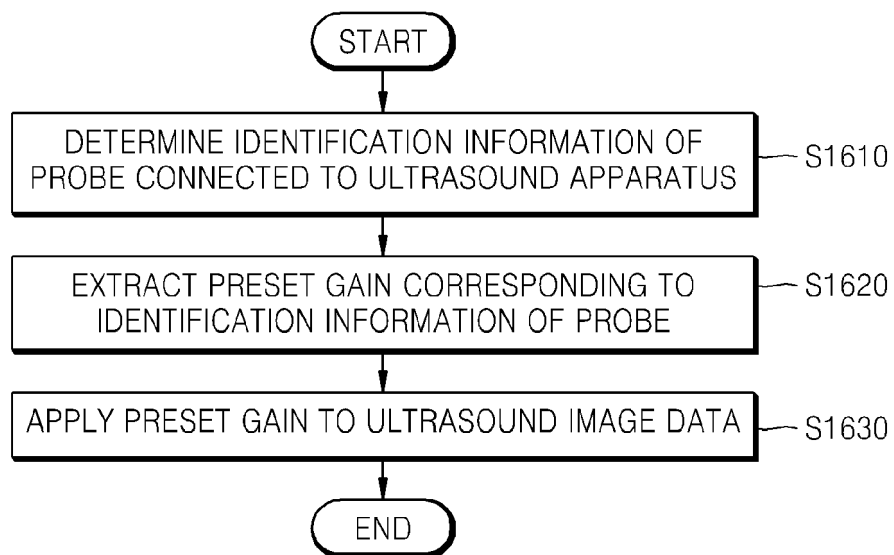 START
DETERMINE IDENTIFICATION INFORMATION OF
PROBE CONNECTED TO ULTRASOUND APPARATUS
S1610
EXTRACT PRESET GAIN CORRESPONDING TO
IDENTIFICATION INFORMATION OF PROBE
S1620
APPLY PRESET GAIN TO ULTRASOUND IMAGE DATA
S1630
END